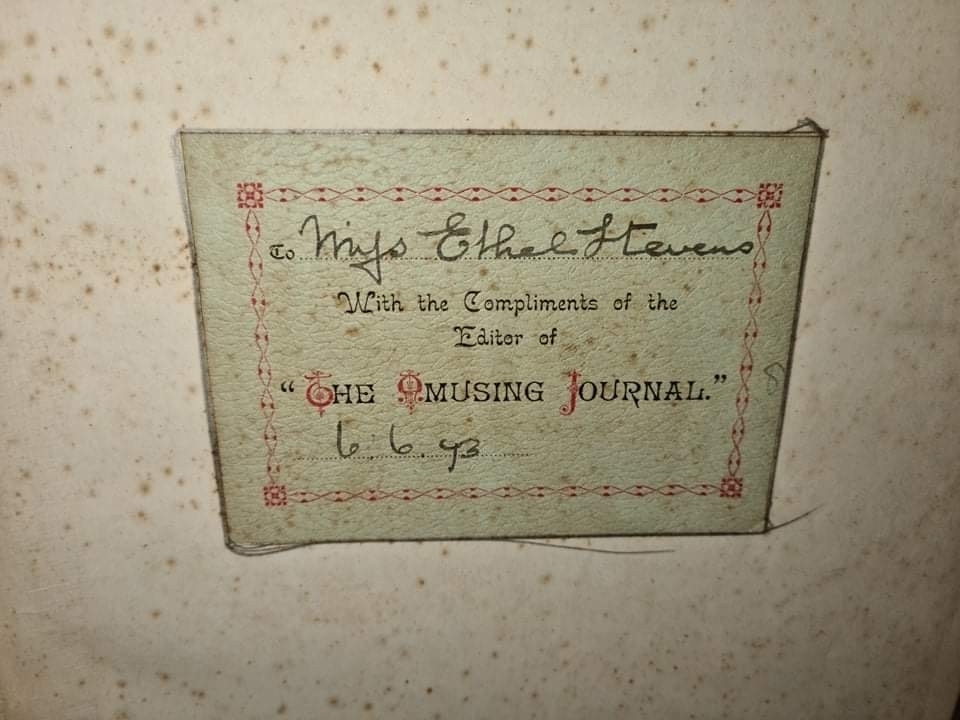 To Miss Ethel Stevens
With the Compliments of the
Editor of
"The Amusing Journal."
6. 6. 93